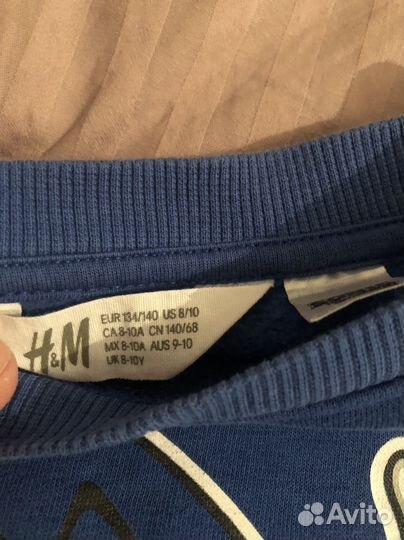 H&M
EUR 134/140 US 8/10
CA 8-10A CN 140/68
MX 8-10A AUS 9-10
UK 8-10Y
Avito